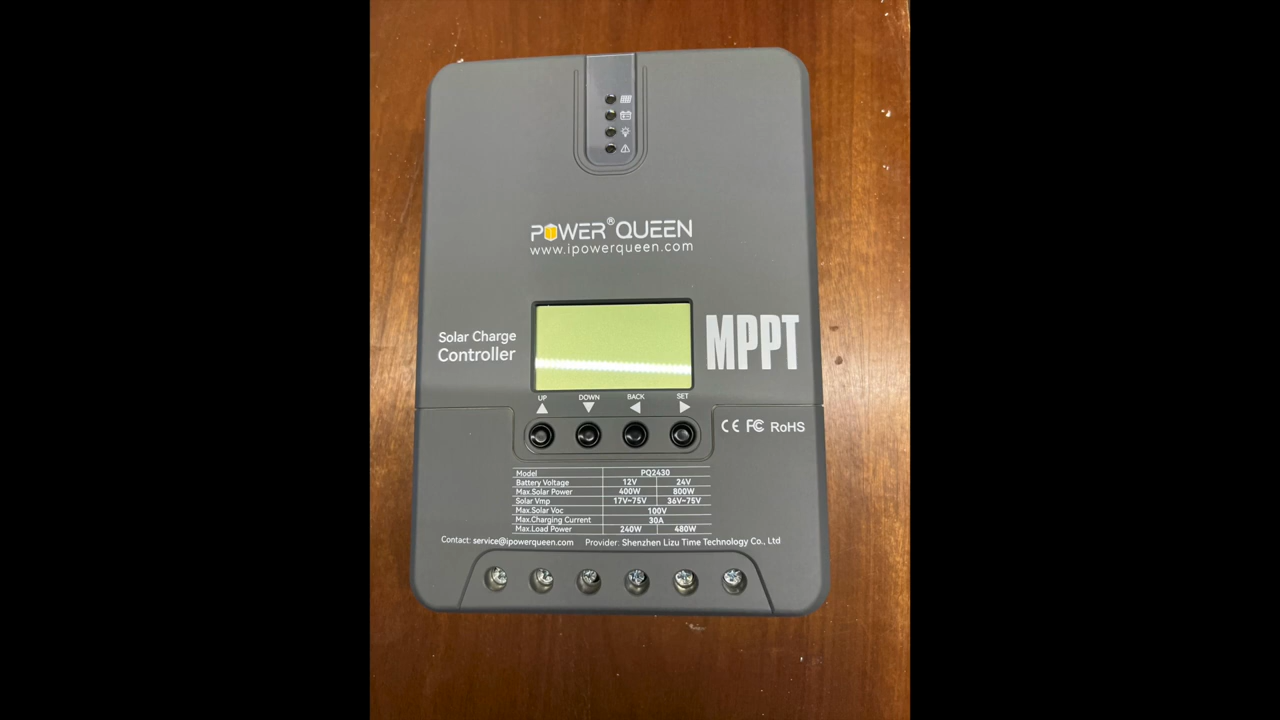 POWER® QUEEN
www.ipowerqueen.com
Solar Charge
Controller
MPPT
UP DOWN BACK SET
CE FC RoHS
Model PQ2430
Battery Voltage 12V 24V
Max.Solar Power 400W 800W
Solar Vmp 17V~75V 36V~75V
Max.Solar Voc 100V
Max.Charging Current 30A
Max.Load Power 240W 480W
Contact: service@ipowerqueen.com Provider: Shenzhen Lizu Time Technology Co., Ltd